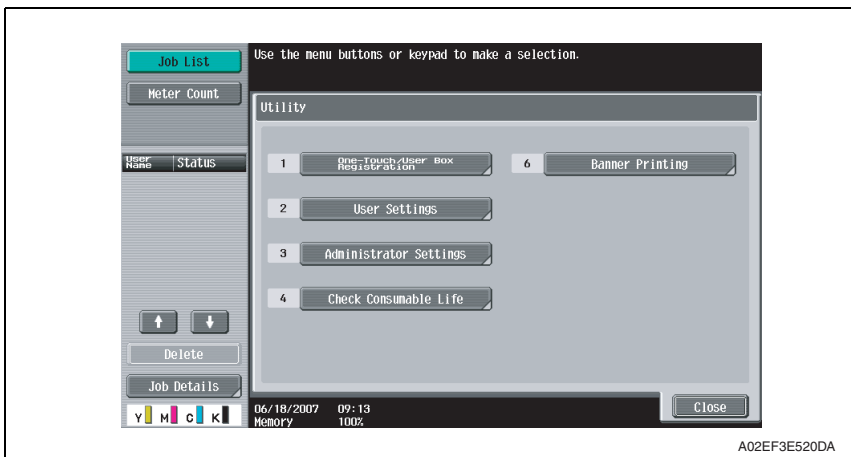 Job List
Use the menu buttons or keypad to make a selection.
Meter Count
Utility
User Name Status
1 One-Touch/User Box Registration
6 Banner Printing
2 User Settings
3 Administrator Settings
4 Check Consumable Life
Delete
Job Details
Y M C K
06/18/2007 09:13
Memory 100%
Close
A02EF3E520DA